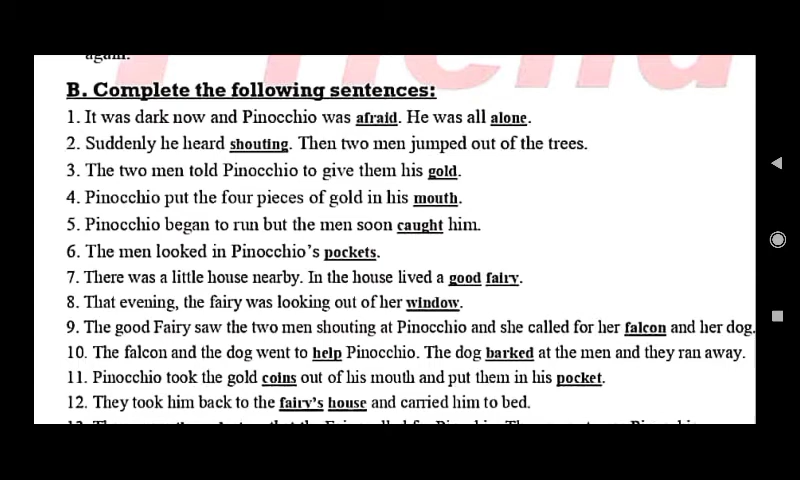 again.
Friend
B. Complete the following sentences:
1. It was dark now and Pinocchio was afraid. He was all alone.
2. Suddenly he heard shouting. Then two men jumped out of the trees.
3. The two men told Pinocchio to give them his gold.
4. Pinocchio put the four pieces of gold in his mouth.
5. Pinocchio began to run but the men soon caught him.
6. The men looked in Pinocchio's pockets.
7. There was a little house nearby. In the house lived a good fairy.
8. That evening, the fairy was looking out of her window.
9. The good Fairy saw the two men shouting at Pinocchio and she called for her falcon and her dog.
10. The falcon and the dog went to help Pinocchio. The dog barked at the men and they ran away.
11. Pinocchio took the gold coins out of his mouth and put them in his pocket.
12. They took him back to the fairy's house and carried him to bed.